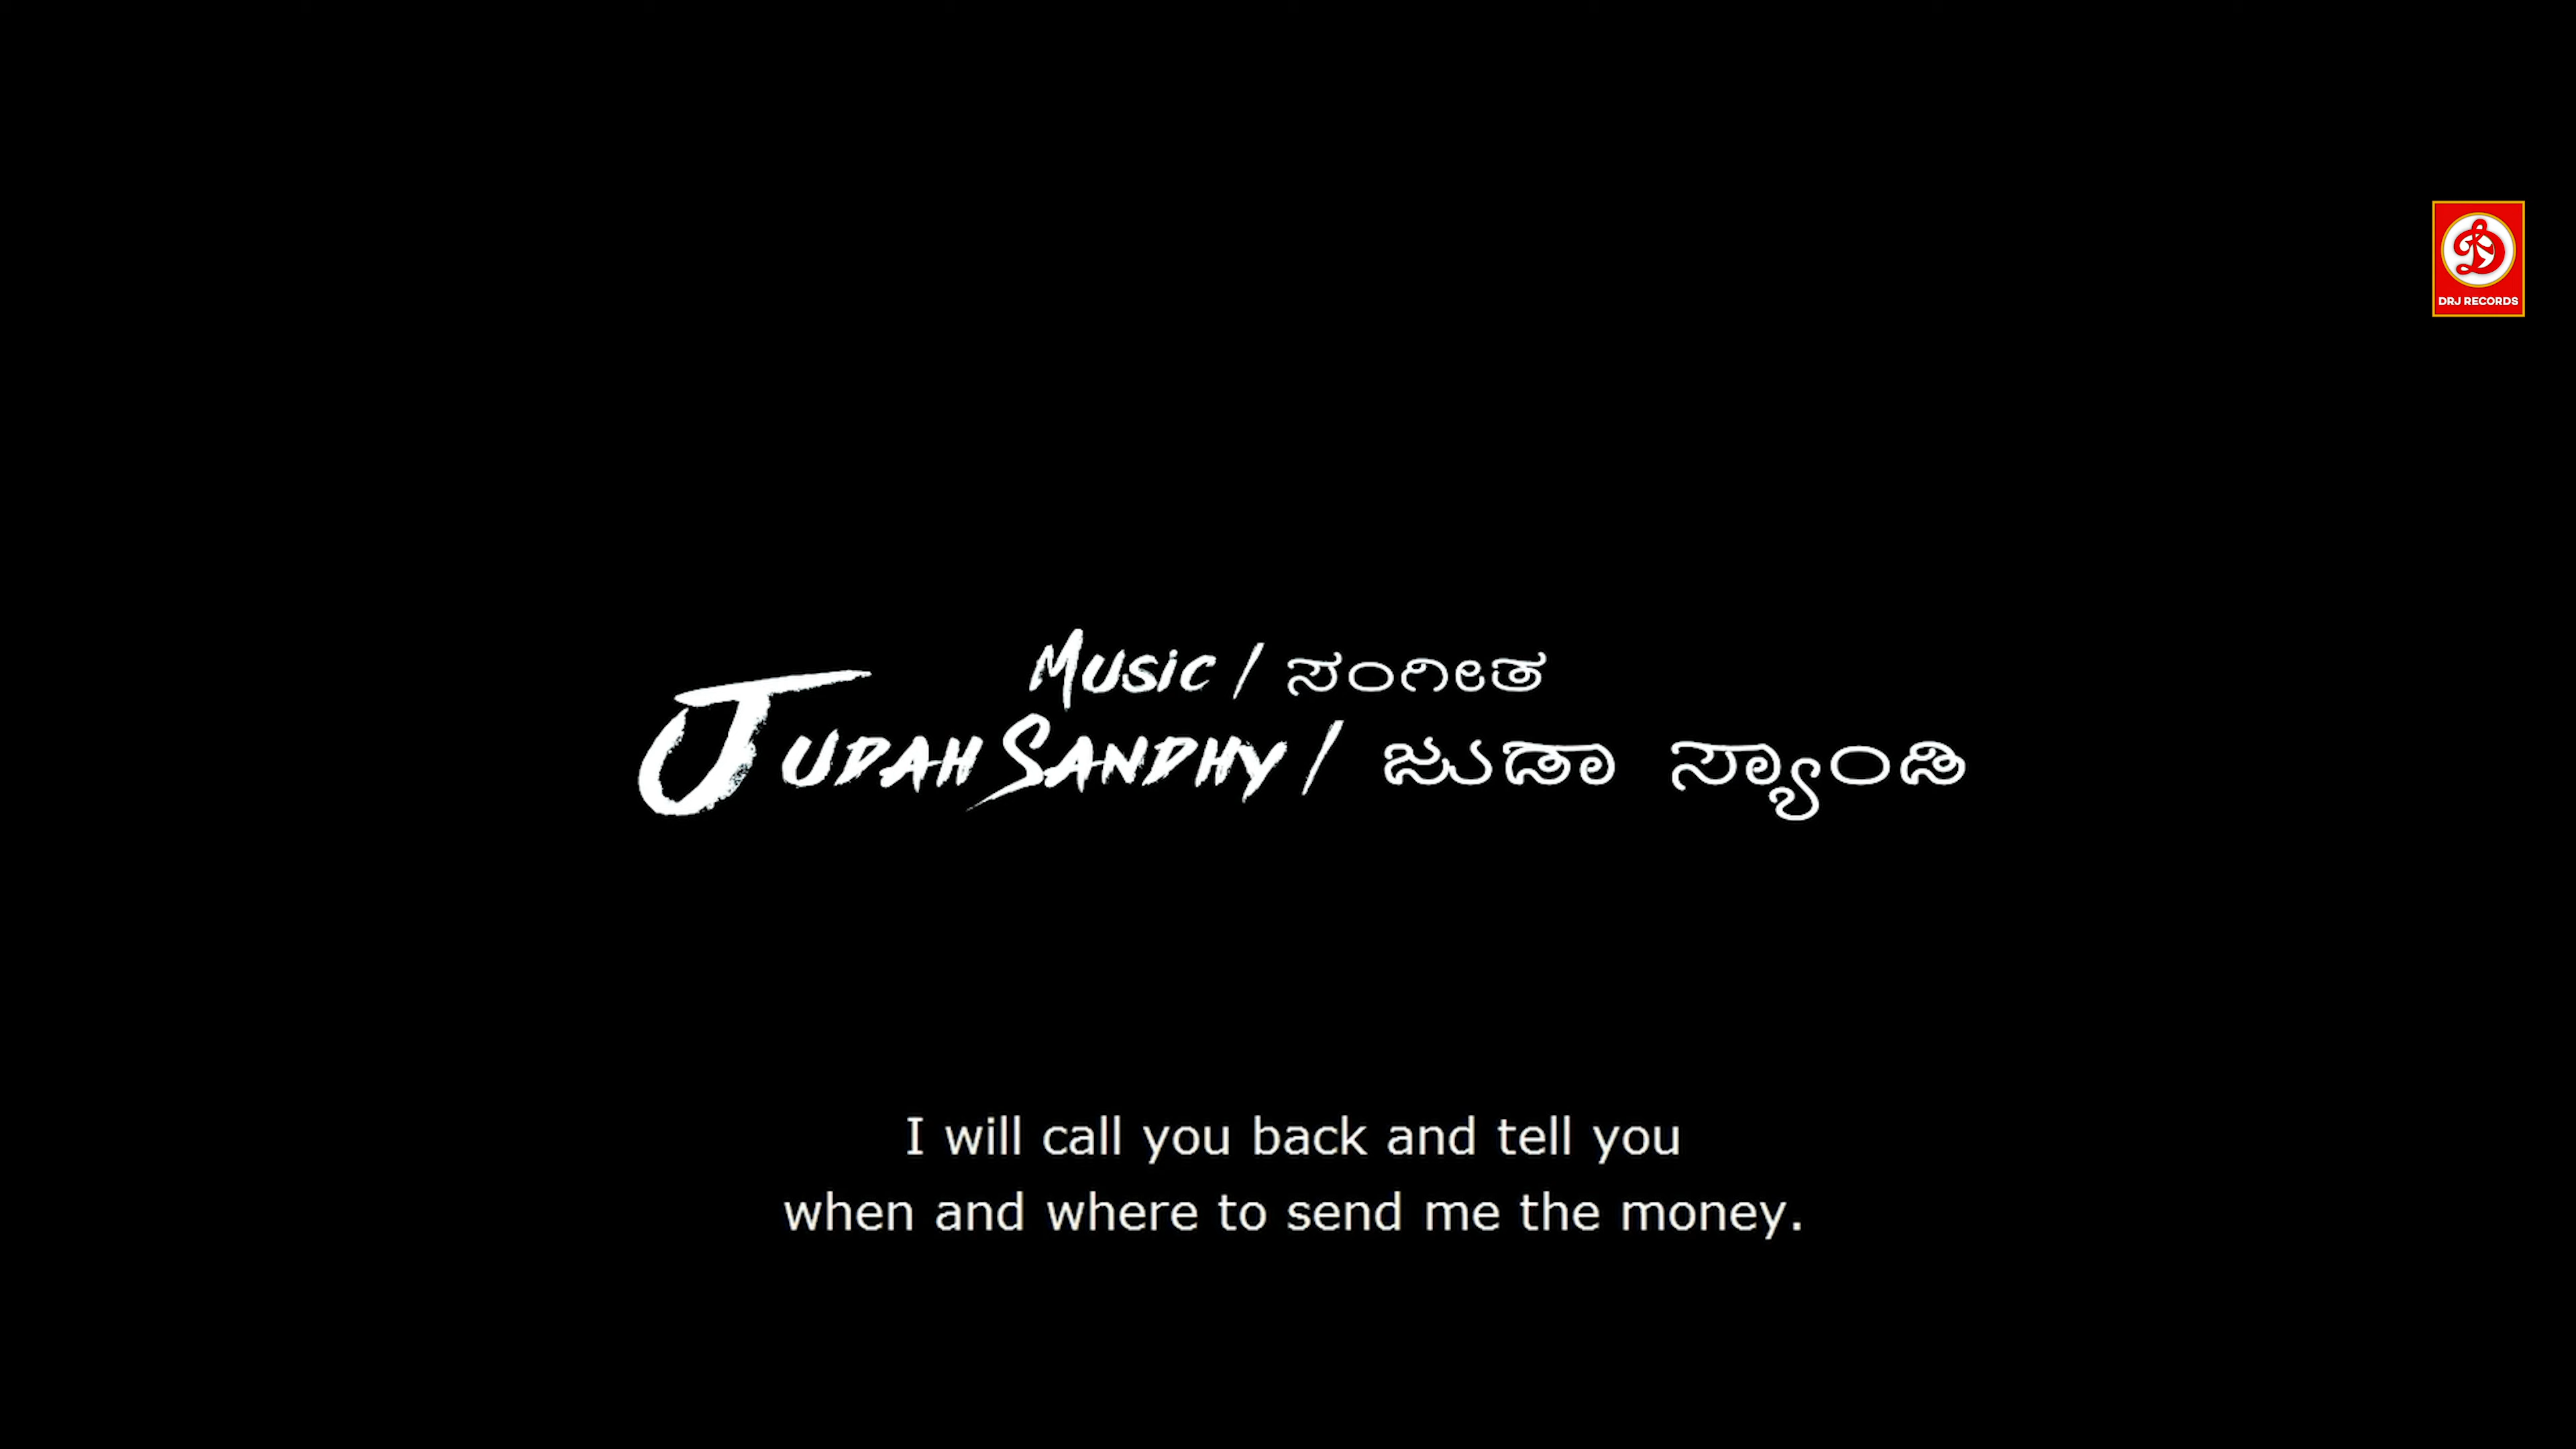 DRJ RECORDS
Music / ಸಂಗೀತ
Judah Sandhy / ಜುಡಾ ಸ್ಯಾಂಡಿ
I will call you back and tell you
when and where to send me the money.